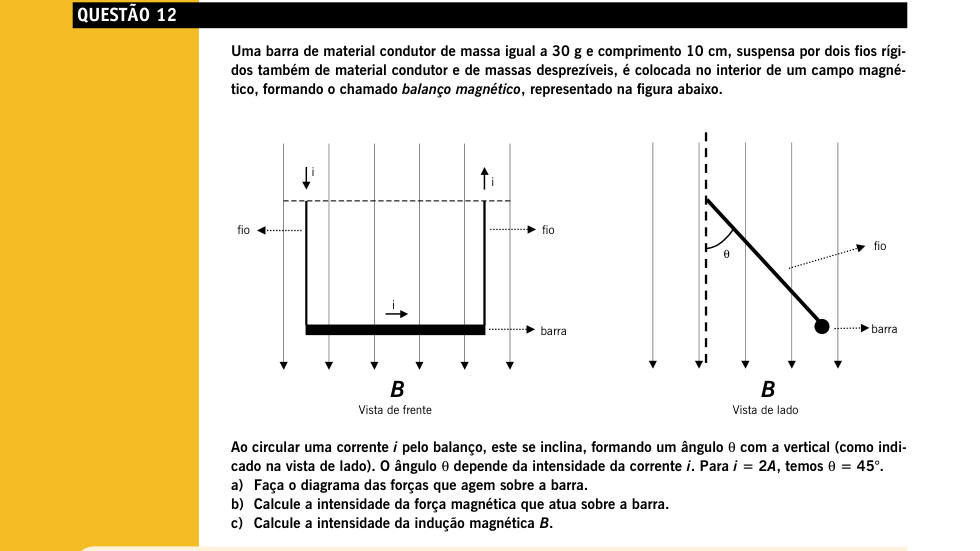 QUESTÃO 12
Uma barra de material condutor de massa igual a 30 g e comprimento 10 cm, suspensa por dois fios rígi-
dos também de material condutor e de massas desprezíveis, é colocada no interior de um campo magné-
tico, formando o chamado balanço magnético, representado na figura abaixo.
i
i
fio
fio
i
barra
B
Vista de frente
θ
fio
barra
B
Vista de lado
Ao circular uma corrente i pelo balanço, este se inclina, formando um ângulo θ com a vertical (como indi-
cado na vista de lado). O ângulo θ depende da intensidade da corrente i. Para i = 2A, temos θ = 45°.
a) Faça o diagrama das forças que agem sobre a barra.
b) Calcule a intensidade da força magnética que atua sobre a barra.
c) Calcule a intensidade da indução magnética B.